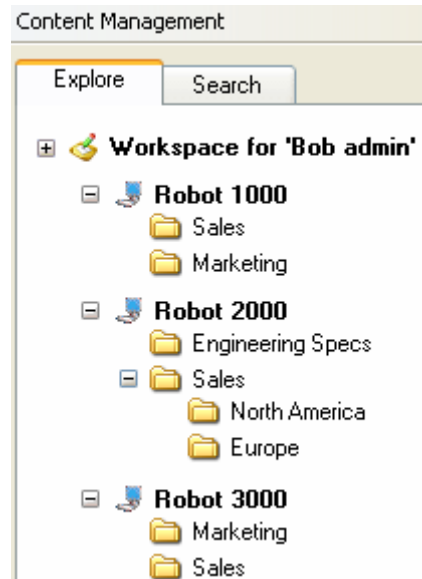 Content Management
Explore
Search
Workspace for 'Bob admin'
Robot 1000
Sales
Marketing
Robot 2000
Engineering Specs
Sales
North America
Europe
Robot 3000
Marketing
Sales